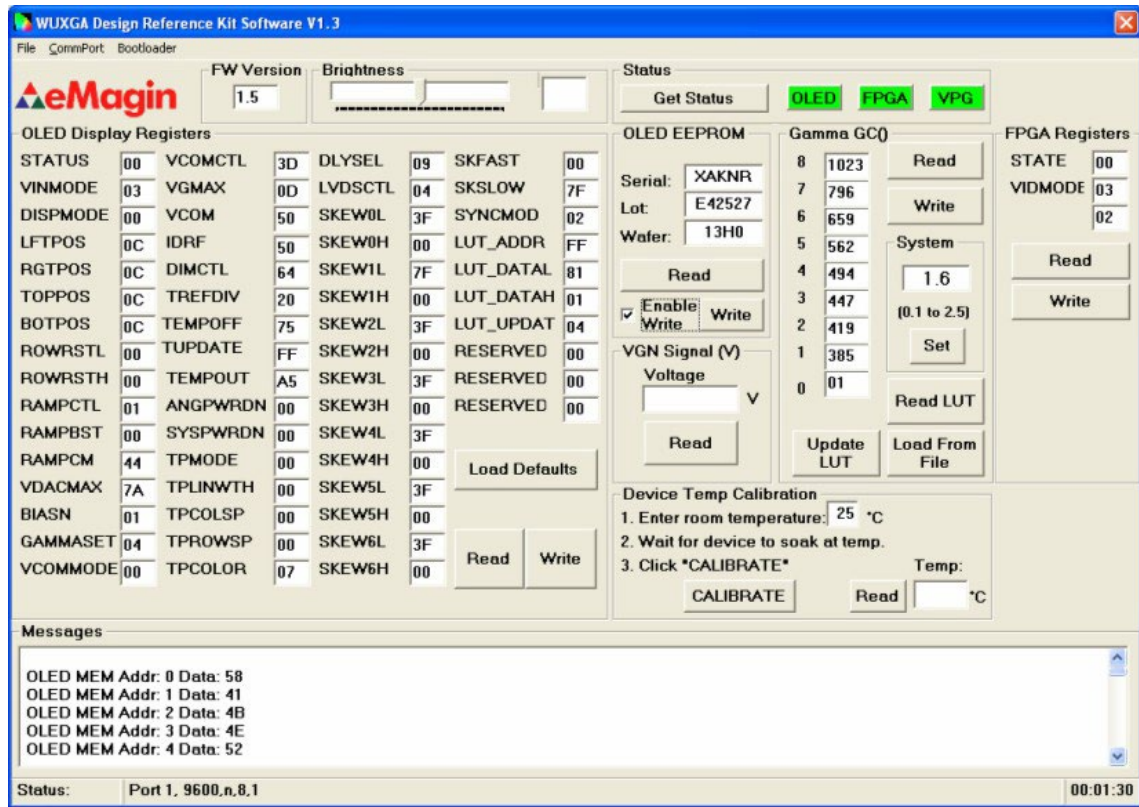 WUXGA Design Reference Kit Software V1.3
File CommPort Bootloader
eMagin
FW Version
1.5
Brightness
Status
Get Status
OLED FPGA VPG
OLED Display Registers
STATUS 00 VCOMCTL 3D DLYSEL 09 SKFAST 00
VINMODE 03 VGMAX 0D LVDSCTL 04 SKSLOW 7F
DISPMODE 00 VCOM 50 SKEW0L 3F SYNCMOD 02
LFTPOS 0C IDRF 50 SKEW0H 00 LUT_ADDR FF
RGTPOS 0C DIMCTL 64 SKEW1L 7F LUT_DATAL 81
TOPPOS 0C TREFDIV 20 SKEW1H 00 LUT_DATAH 01
BOTPOS 0C TEMPOFF 75 SKEW2L 3F LUT_UPDAT 04
ROWRSTL 00 TUPDATE FF SKEW2H 00 RESERVED 00
ROWRSTH 00 TEMPOUT A5 SKEW3L 3F RESERVED 00
RAMPCTL 01 ANGPWRDN 00 SKEW3H 00 RESERVED 00
RAMPBST 00 SYSPWRDN 00 SKEW4L 3F
RAMPCM 44 TPMODE 00 SKEW4H 00
VDACMAX 7A TPLINWTH 00 SKEW5L 3F
BIASN 01 TPCOLSP 00 SKEW5H 00
GAMMASET 04 TPROWSP 00 SKEW6L 3F
VCOMMODE 00 TPCOLOR 07 SKEW6H 00
Load Defaults
Read Write
OLED EEPROM
Serial: XAKNR
Lot: E42527
Wafer: 13H0
Read
Enable Write Write
VGN Signal (V)
Voltage
V
Read
Gamma GC()
8 1023
7 796
6 659
5 562
4 494
3 447
2 419
1 385
0 01
Read
Write
System
1.6
(0.1 to 2.5)
Set
Read LUT
Update LUT
Load From File
FPGA Registers
STATE 00
VIDMODE 03
02
Read
Write
Device Temp Calibration
1. Enter room temperature: 25 °C
2. Wait for device to soak at temp.
3. Click "CALIBRATE"
Temp:
CALIBRATE Read °C
Messages
OLED MEM Addr: 0 Data: 58
OLED MEM Addr: 1 Data: 41
OLED MEM Addr: 2 Data: 4B
OLED MEM Addr: 3 Data: 4E
OLED MEM Addr: 4 Data: 52
Status: Port 1, 9600,n,8,1 00:01:30